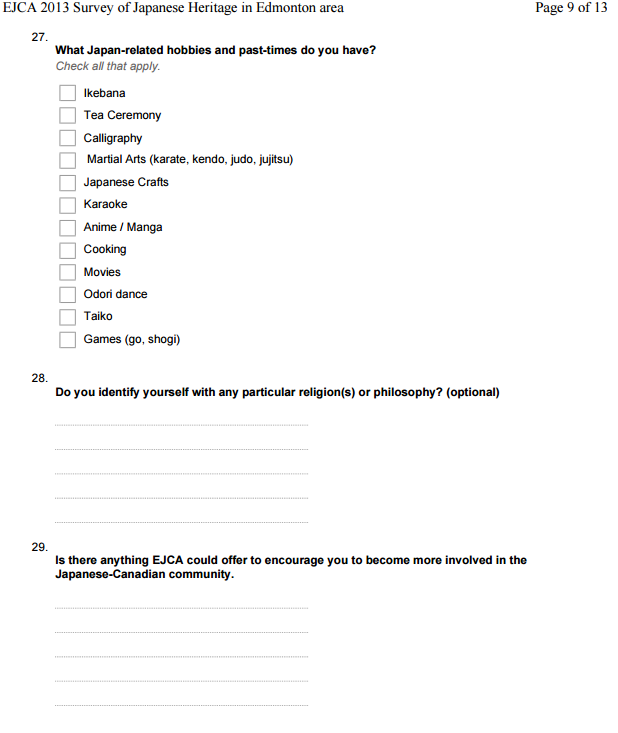 EJCA 2013 Survey of Japanese Heritage in Edmonton area Page 9 of 13
27.
What Japan-related hobbies and past-times do you have?
Check all that apply.
Ikebana
Tea Ceremony
Calligraphy
Martial Arts (karate, kendo, judo, jujitsu)
Japanese Crafts
Karaoke
Anime / Manga
Cooking
Movies
Odori dance
Taiko
Games (go, shogi)
28.
Do you identify yourself with any particular religion(s) or philosophy? (optional)
29.
Is there anything EJCA could offer to encourage you to become more involved in the
Japanese-Canadian community.